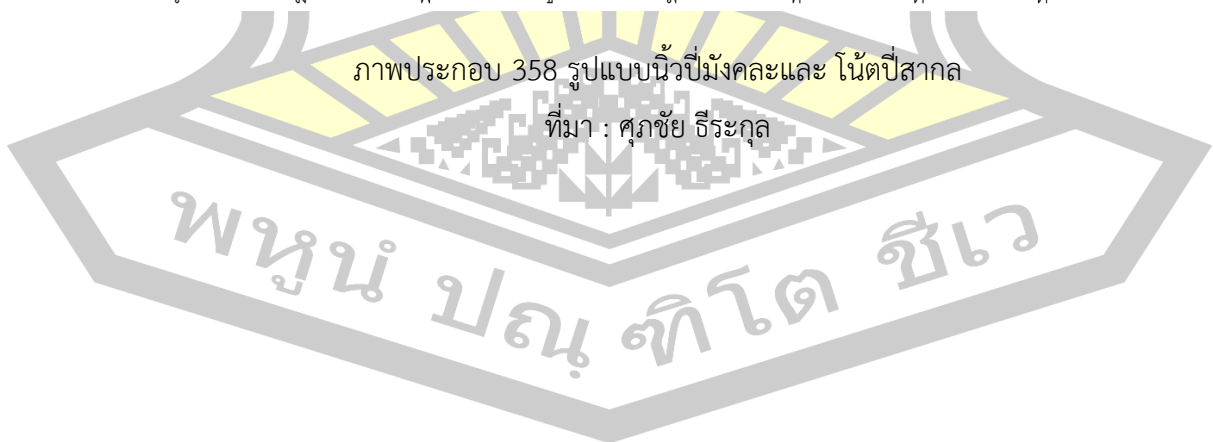 ภาพประกอบ 358 รูปแบบนิ้วปี่มังคละและ โน้ตปี่สากล
ที่มา : ศุภชัย ธีระกุล
พหูนํ ปณฺฑิโต ชีเว